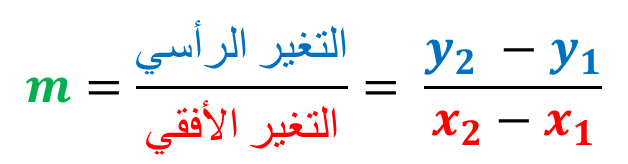 m = التغير الرأسي / التغير الأفقي = y₂ − y₁ / x₂ − x₁